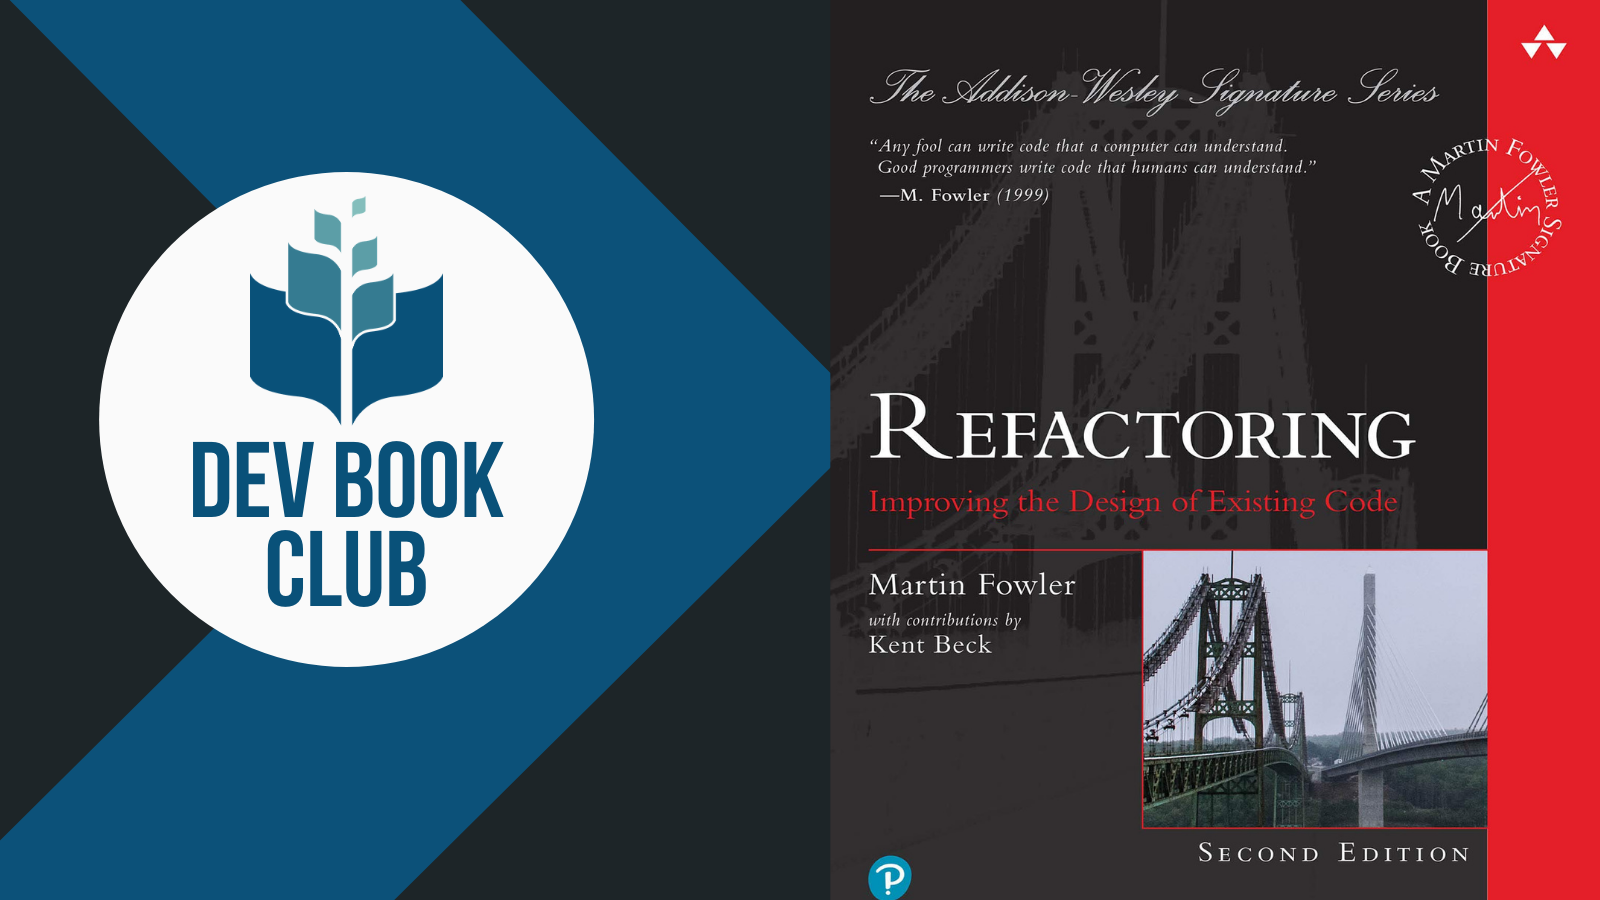 DEV BOOK
CLUB
The Addison-Wesley Signature Series
“Any fool can write code that a computer can understand.
Good programmers write code that humans can understand.”
—M. Fowler (1999)
A MARTIN FOWLER SIGNATURE BOOK
Martin
REFACTORING
Improving the Design of Existing Code
Martin Fowler
with contributions by
Kent Beck
SECOND EDITION
P